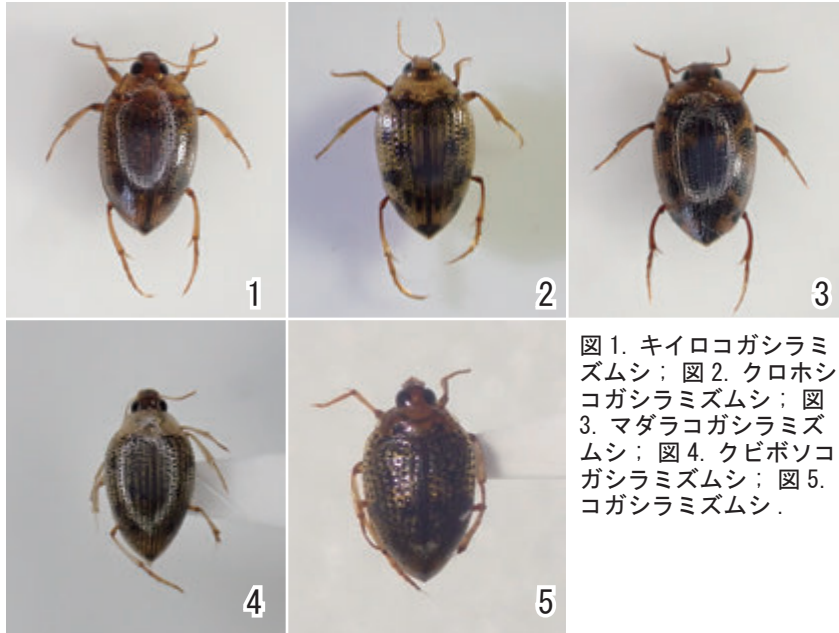 1
2
3
4
5
図 1. キイロコガシラミ
ズムシ ; 図 2. クロホシ
コガシラミズムシ ; 図
3. マダラコガシラミズ
ムシ ; 図 4. クビボソコ
ガシラミズムシ ; 図 5.
コガシラミズムシ .